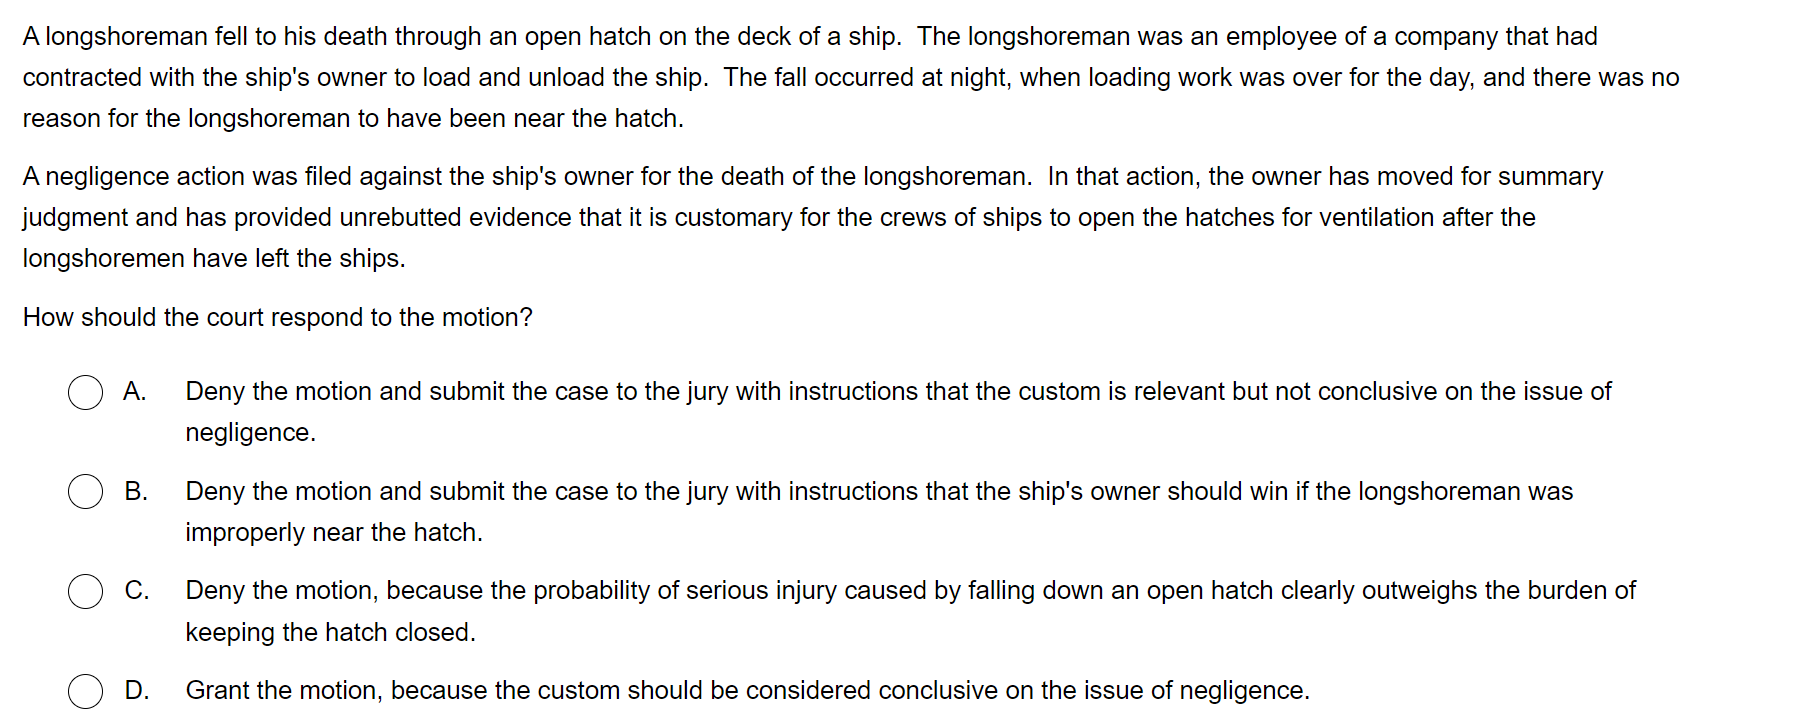 A longshoreman fell to his death through an open hatch on the deck of a ship.  The longshoreman was an employee of a company that had
contracted with the ship's owner to load and unload the ship.  The fall occurred at night, when loading work was over for the day, and there was no
reason for the longshoreman to have been near the hatch.
A negligence action was filed against the ship's owner for the death of the longshoreman.  In that action, the owner has moved for summary
judgment and has provided unrebutted evidence that it is customary for the crews of ships to open the hatches for ventilation after the
longshoremen have left the ships.
How should the court respond to the motion?
A. Deny the motion and submit the case to the jury with instructions that the custom is relevant but not conclusive on the issue of
negligence.
B. Deny the motion and submit the case to the jury with instructions that the ship's owner should win if the longshoreman was
improperly near the hatch.
C. Deny the motion, because the probability of serious injury caused by falling down an open hatch clearly outweighs the burden of
keeping the hatch closed.
D. Grant the motion, because the custom should be considered conclusive on the issue of negligence.